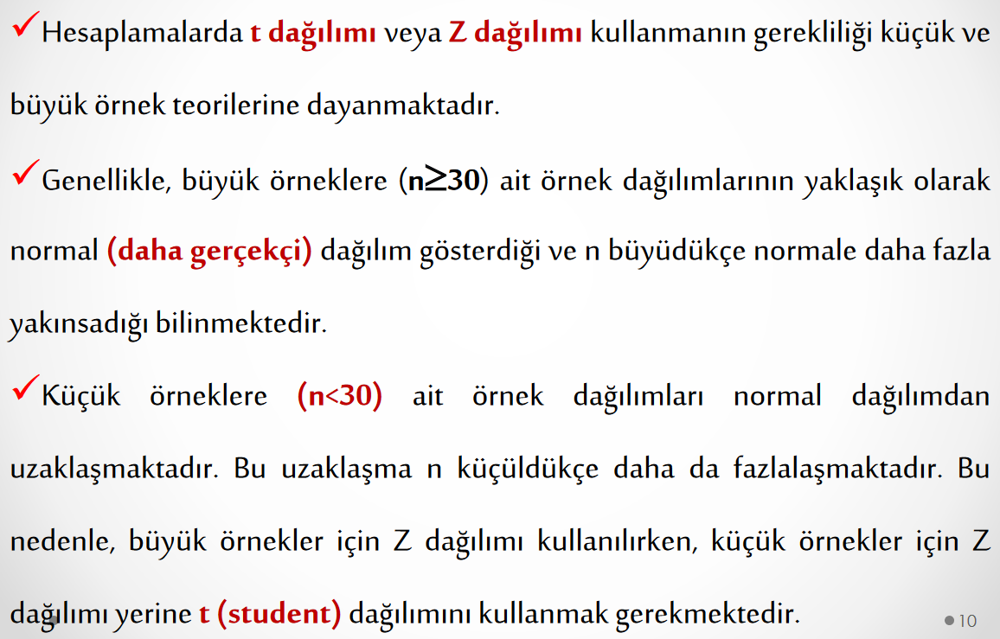 ✓Hesaplamalarda t dağılımı veya Z dağılımı kullanmanın gerekliliği küçük ve
büyük örnek teorilerine dayanmaktadır.
✓Genellikle, büyük örneklere (n≥30) ait örnek dağılımlarının yaklaşık olarak
normal (daha gerçekçi) dağılım gösterdiği ve n büyüdükçe normale daha fazla
yakınsadığı bilinmektedir.
✓Küçük örneklere (n<30) ait örnek dağılımları normal dağılımdan
uzaklaşmaktadır. Bu uzaklaşma n küçüldükçe daha da fazlalaşmaktadır. Bu
nedenle, büyük örnekler için Z dağılımı kullanılırken, küçük örnekler için Z
dağılımı yerine t (student) dağılımını kullanmak gerekmektedir.
● 10